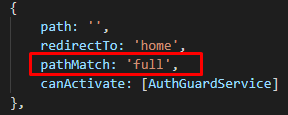 {
path: '',
redirectTo: 'home',
pathMatch: 'full',
canActivate: [AuthGuardService]
},